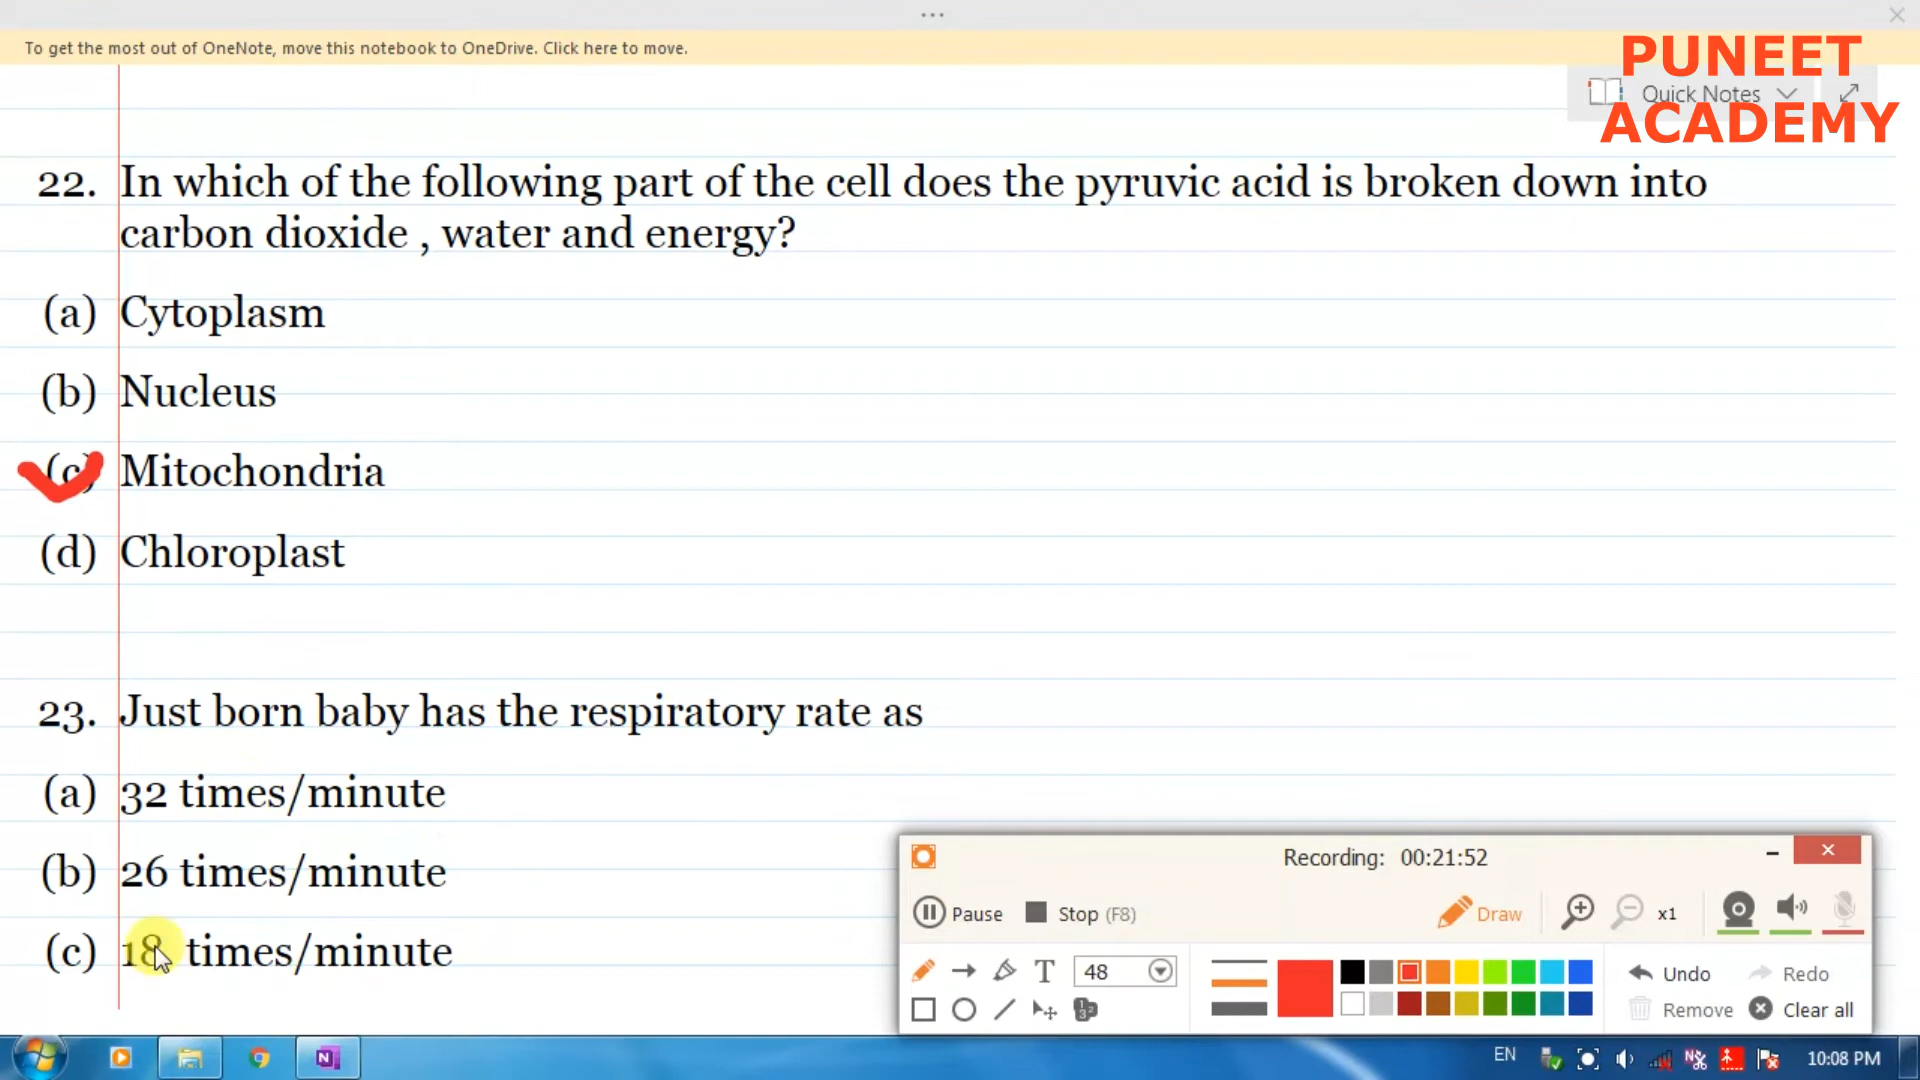 ...
To get the most out of OneNote, move this notebook to OneDrive. Click here to move.
PUNEET
Quick Notes
ACADEMY
22. In which of the following part of the cell does the pyruvic acid is broken down into
carbon dioxide , water and energy?
(a) Cytoplasm
(b) Nucleus
(c) Mitochondria
(d) Chloroplast
23. Just born baby has the respiratory rate as
(a) 32 times/minute
(b) 26 times/minute
(c) 18 times/minute
Recording: 00:21:52
Pause Stop (F8) Draw x1
T 48 Undo Redo
Remove Clear all
EN 10:08 PM